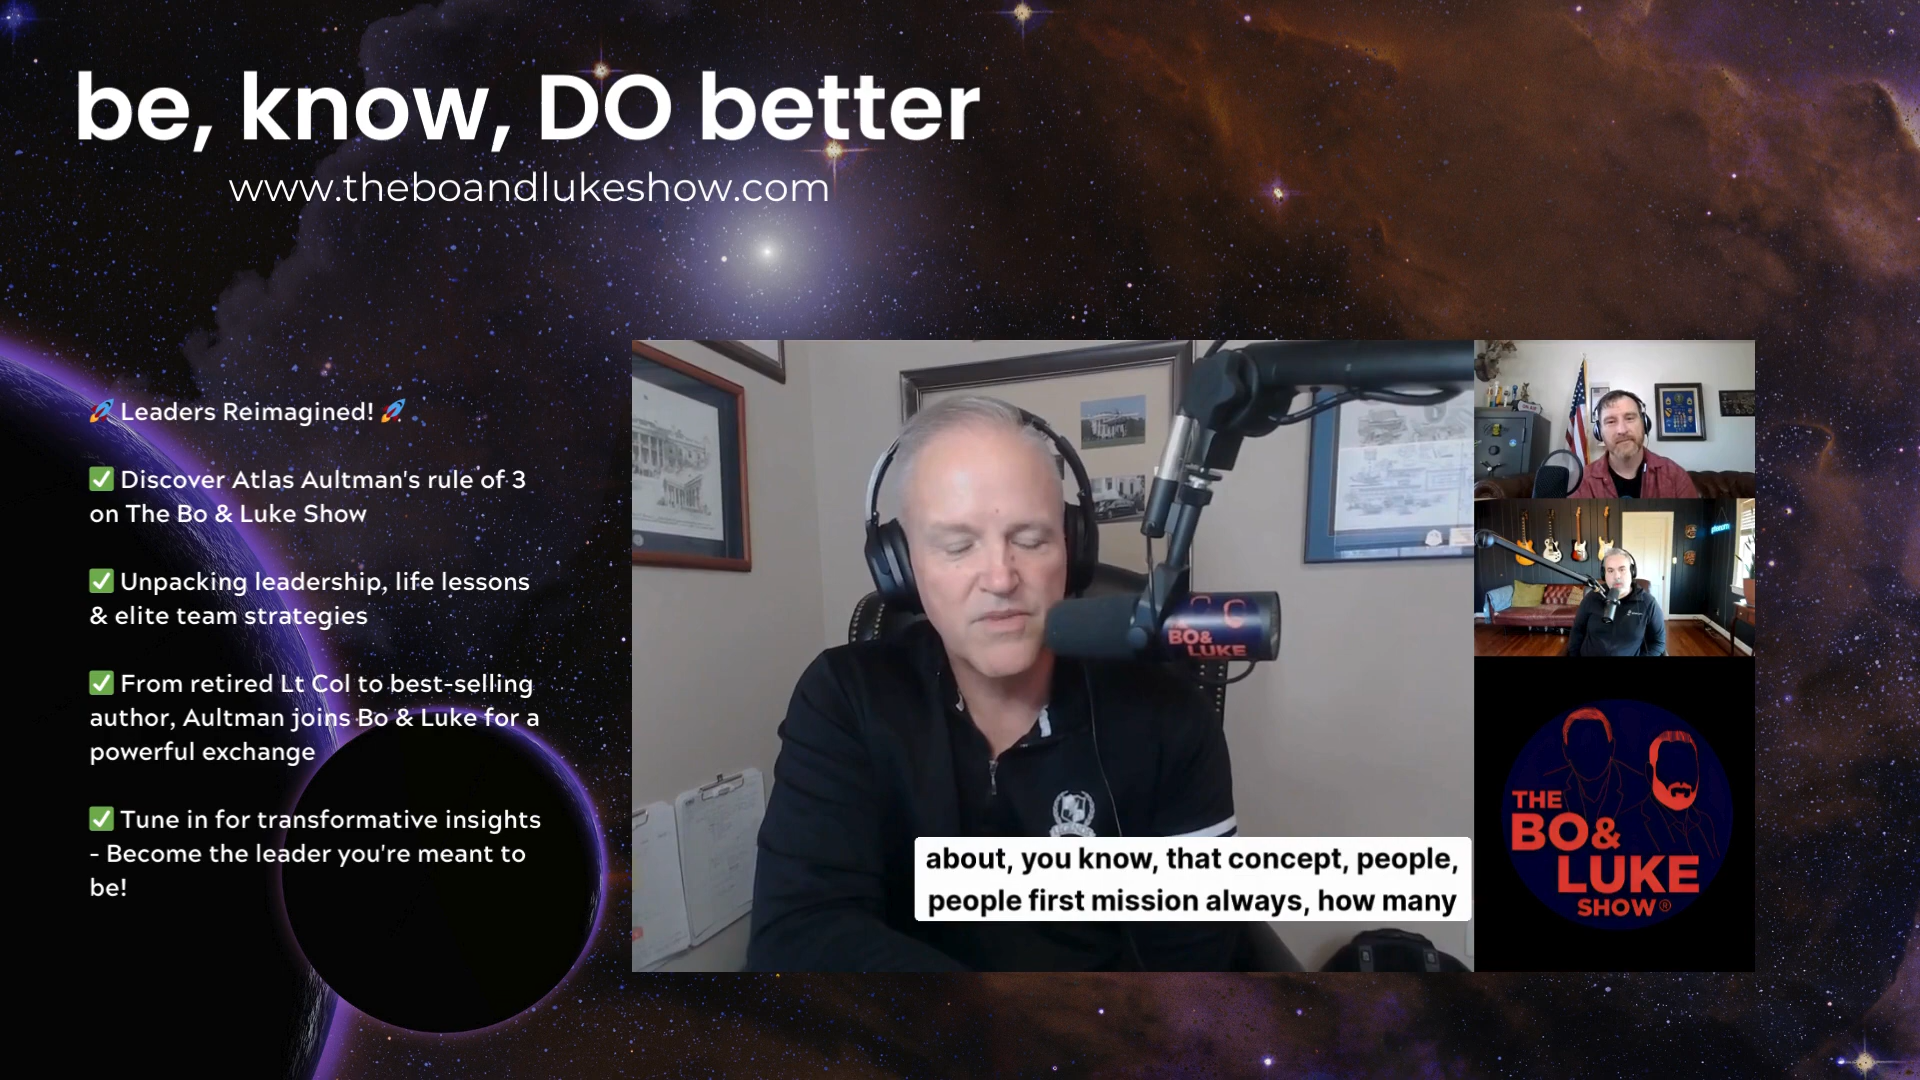 be, know, DO better
www.theboandlukeshow.com
🚀 Leaders Reimagined! 🚀
✅ Discover Atlas Aultman's rule of 3
on The Bo & Luke Show
✅ Unpacking leadership, life lessons
& elite team strategies
✅ From retired Lt Col to best-selling
author, Aultman joins Bo & Luke for a
powerful exchange
✅ Tune in for transformative insights
- Become the leader you're meant to
be!
BO&
LUKE
about, you know, that concept, people,
people first mission always, how many
THE
BO&
LUKE
SHOW®